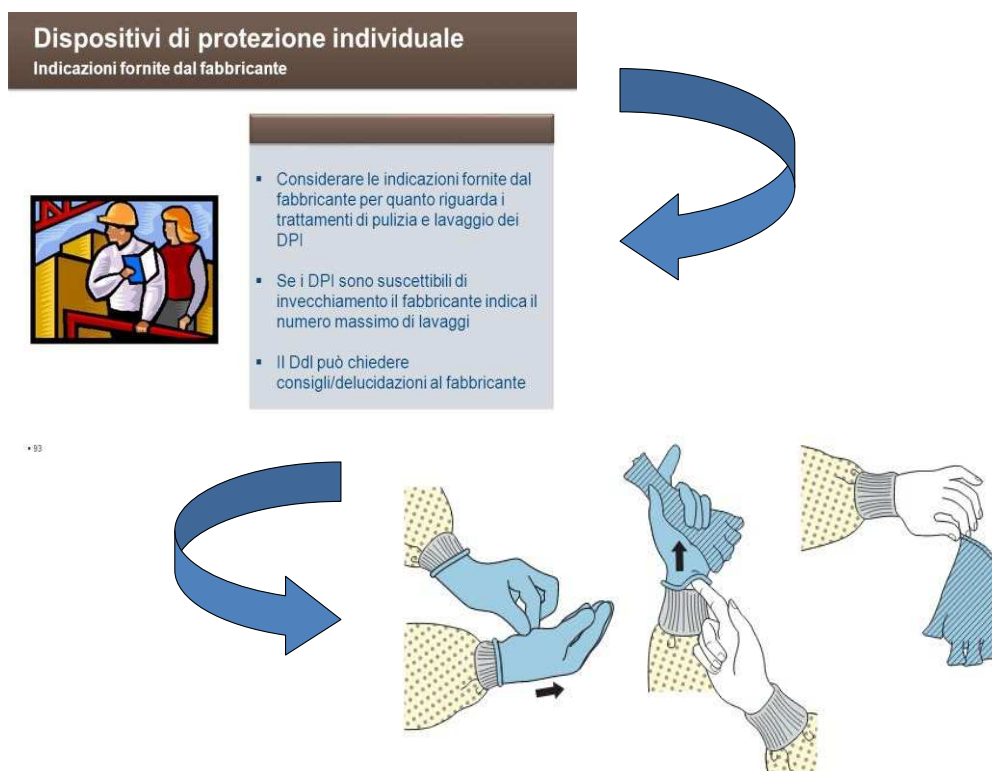 Dispositivi di protezione individuale
Indicazioni fornite dal fabbricante
▪ Considerare le indicazioni fornite dal
fabbricante per quanto riguarda i
trattamenti di pulizia e lavaggio dei
DPI
▪ Se i DPI sono suscettibili di
invecchiamento il fabbricante indica il
numero massimo di lavaggi
▪ Il Ddl può chiedere
consigli/delucidazioni al fabbricante
• 93